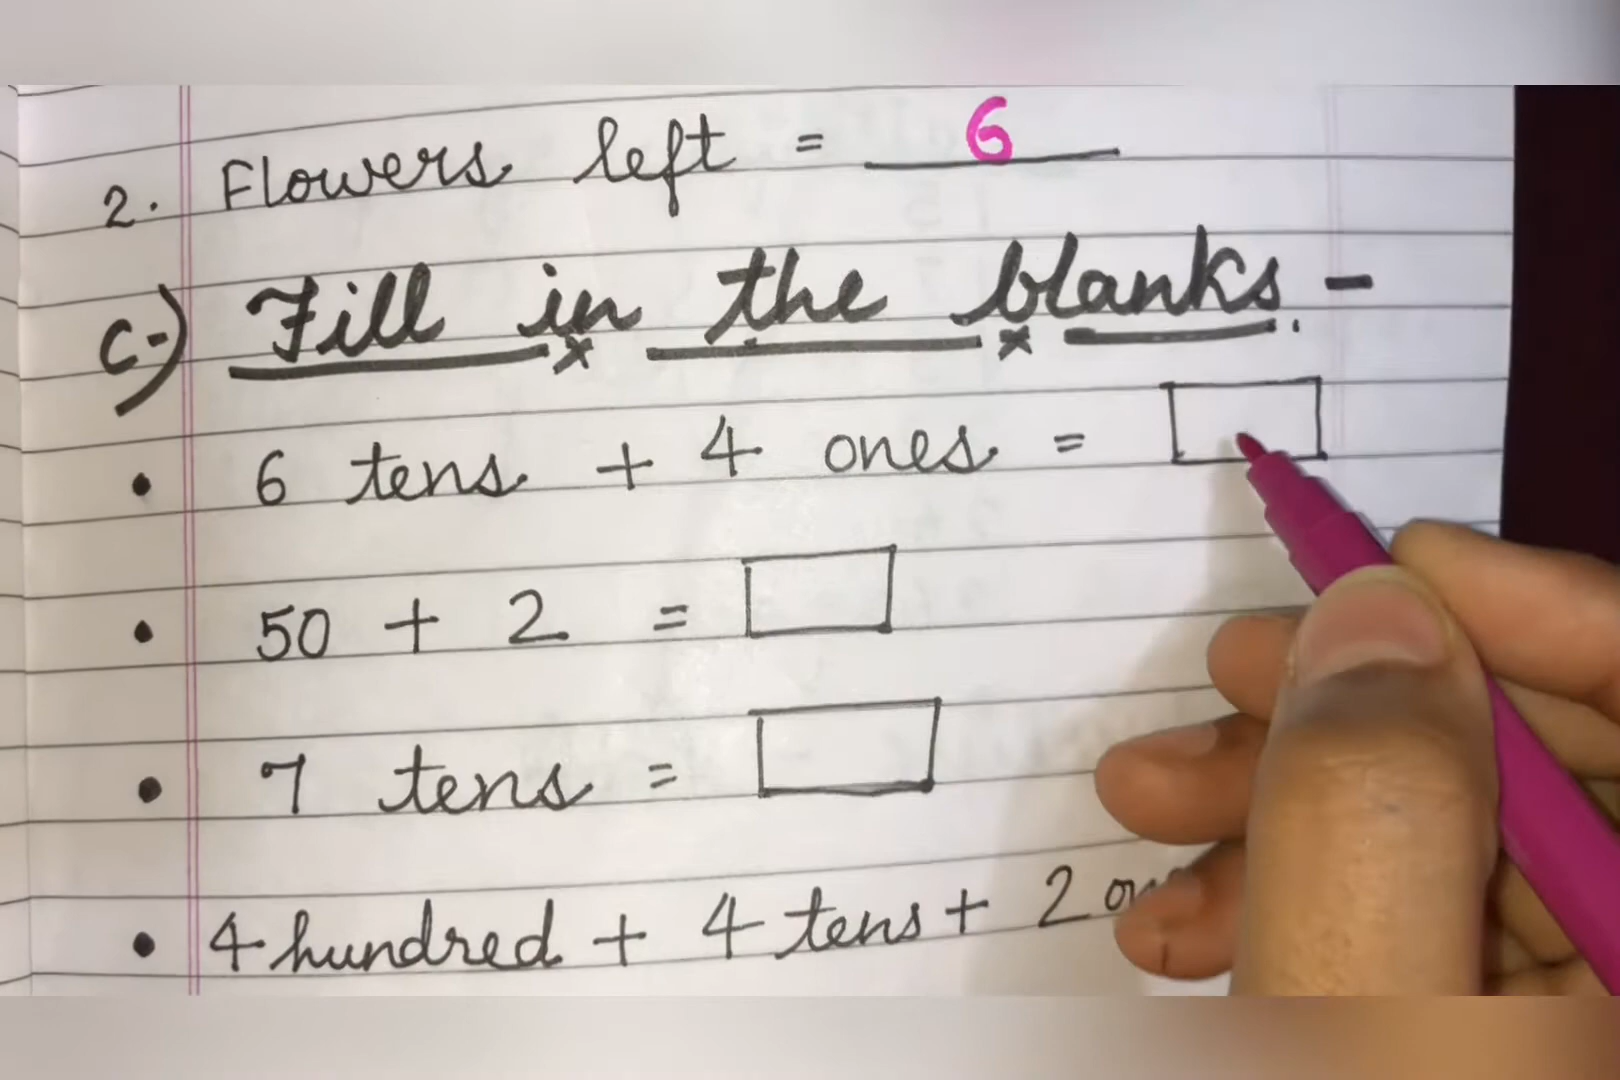 2. Flowers left = 6
C-) Fill in the blanks -
• 6 tens + 4 ones =
• 50 + 2 =
• 7 tens =
• 4 hundred + 4 tens + 2